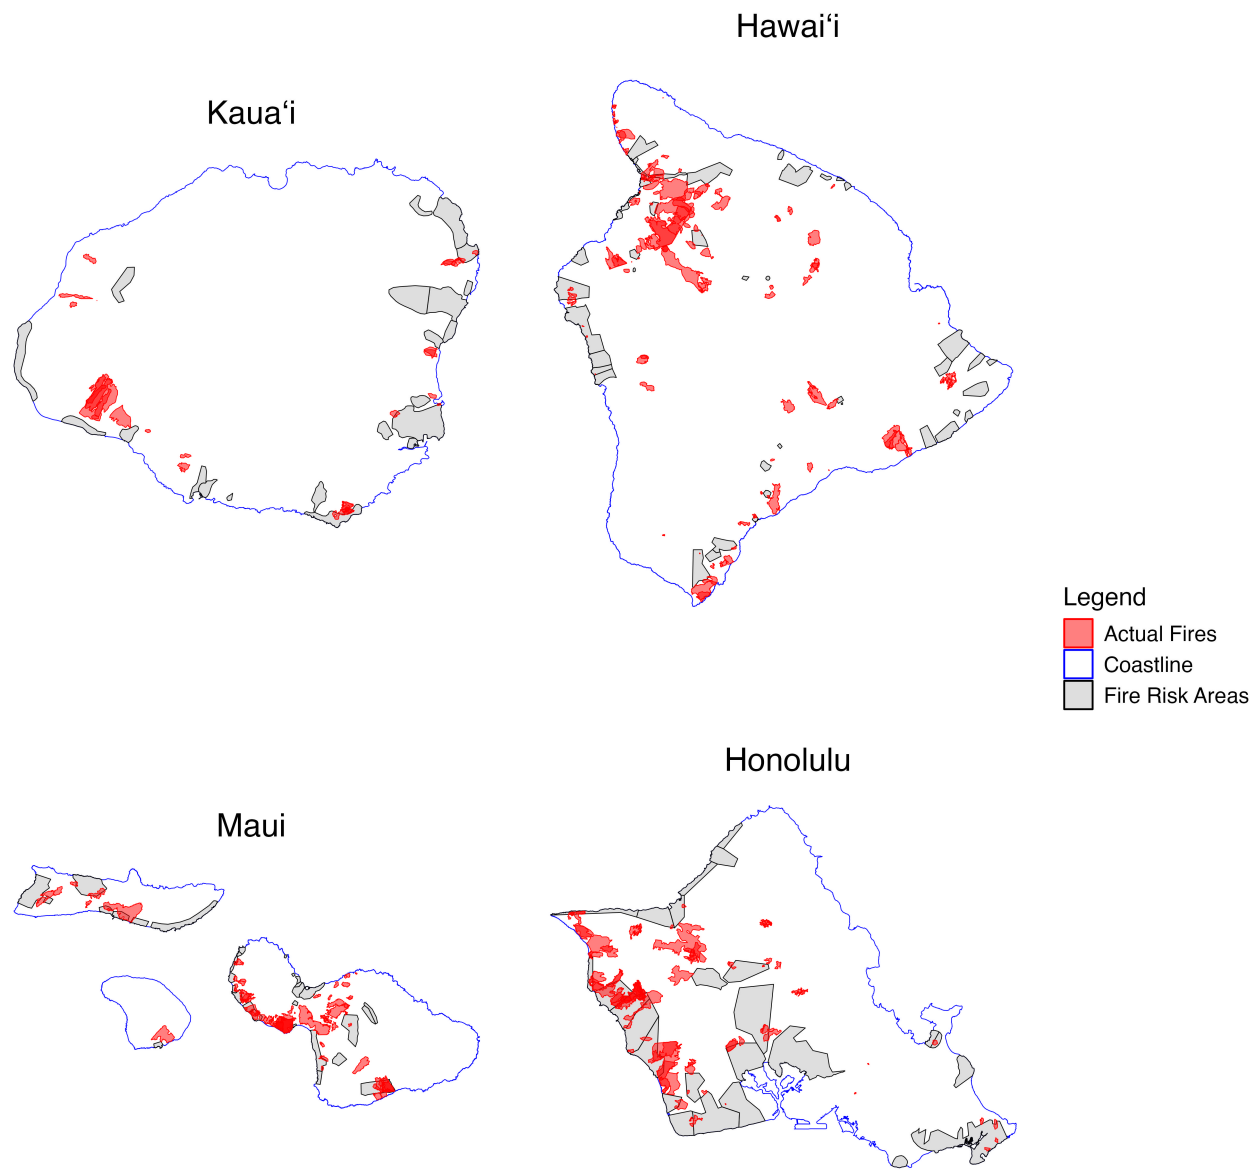 Hawaiʻi
Kauaʻi
Legend
Actual Fires
Coastline
Fire Risk Areas
Honolulu
Maui